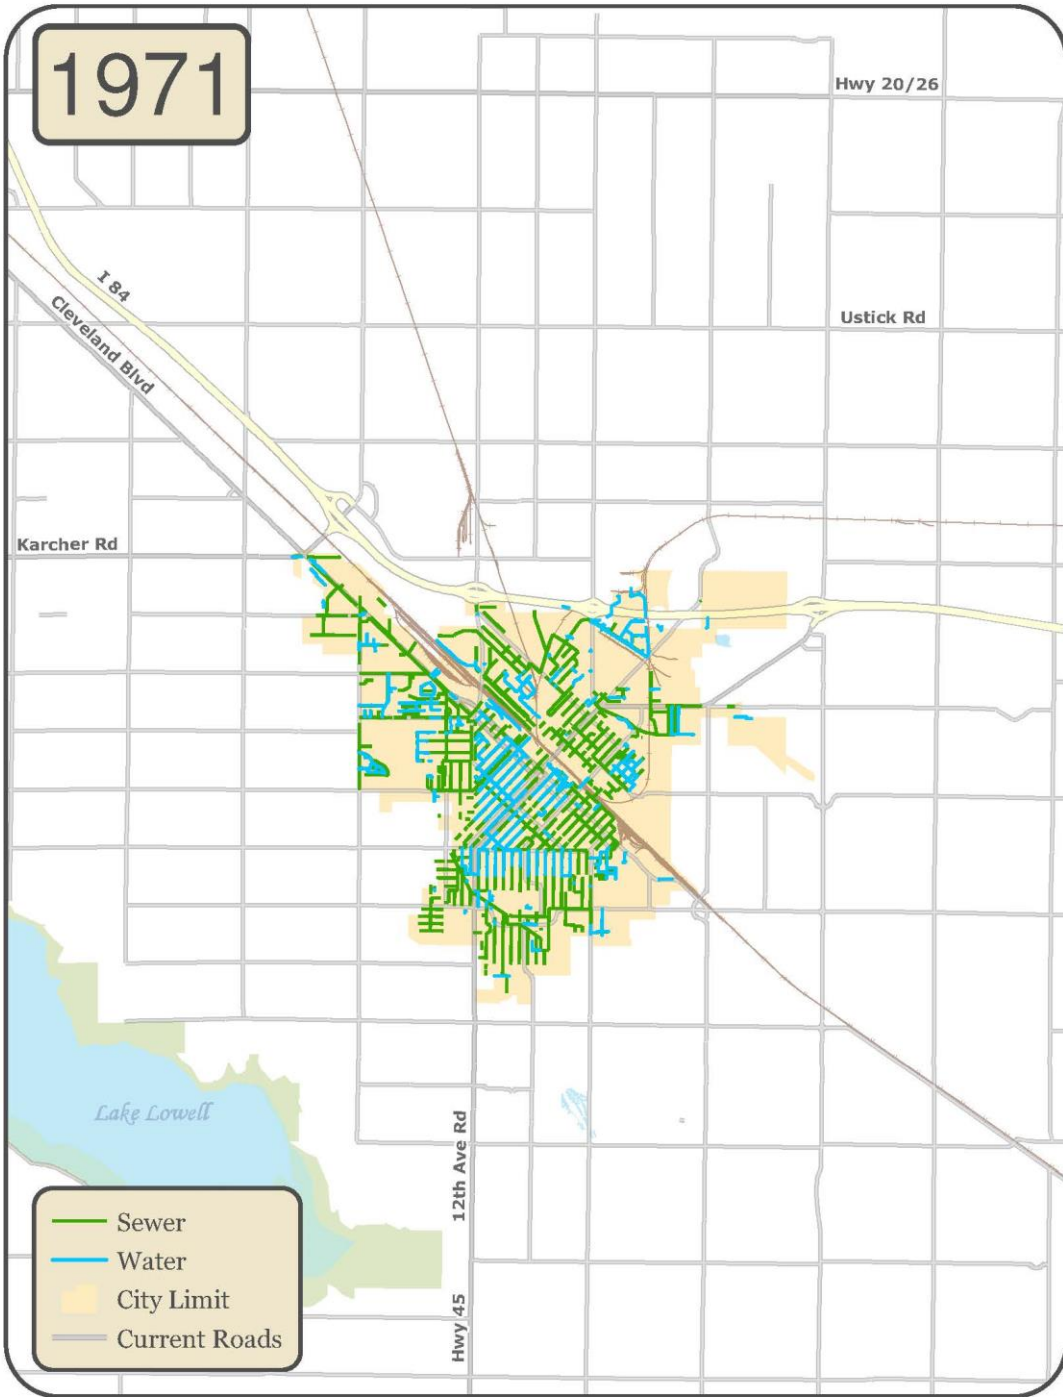 1971
Hwy 20/26
I 84
Cleveland Blvd
Ustick Rd
Karcher Rd
Lake Lowell
12th Ave Rd
Hwy 45
Sewer
Water
City Limit
Current Roads